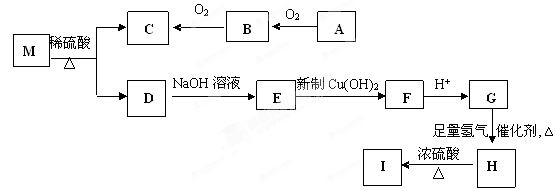 O₂ O₂
稀硫酸 C B A
M △
NaOH 溶液 新制 Cu(OH)₂ H⁺
D E F G
足量氢气 催化剂,△
浓硫酸
I △ H